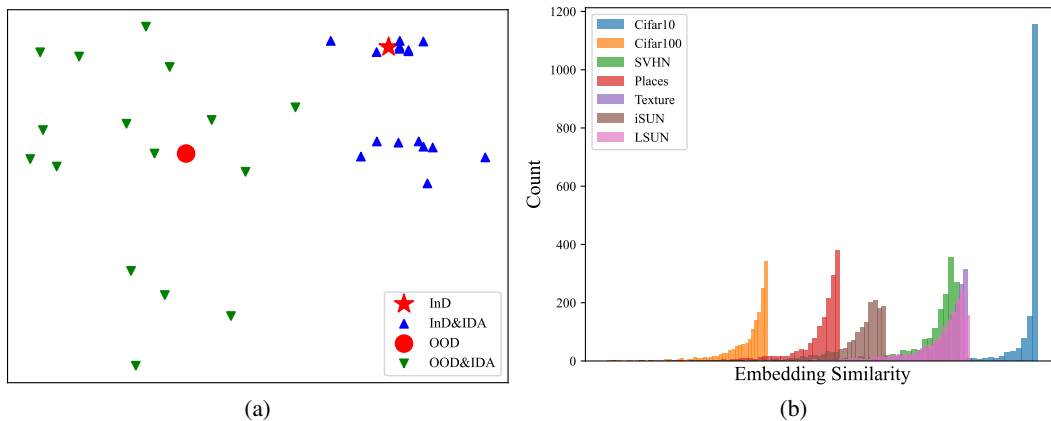 InD
InD&IDA
OOD
OOD&IDA
(a)
1200
1000
800
600
400
200
0
Count
Cifar10
Cifar100
SVHN
Places
Texture
iSUN
LSUN
Embedding Similarity
(b)